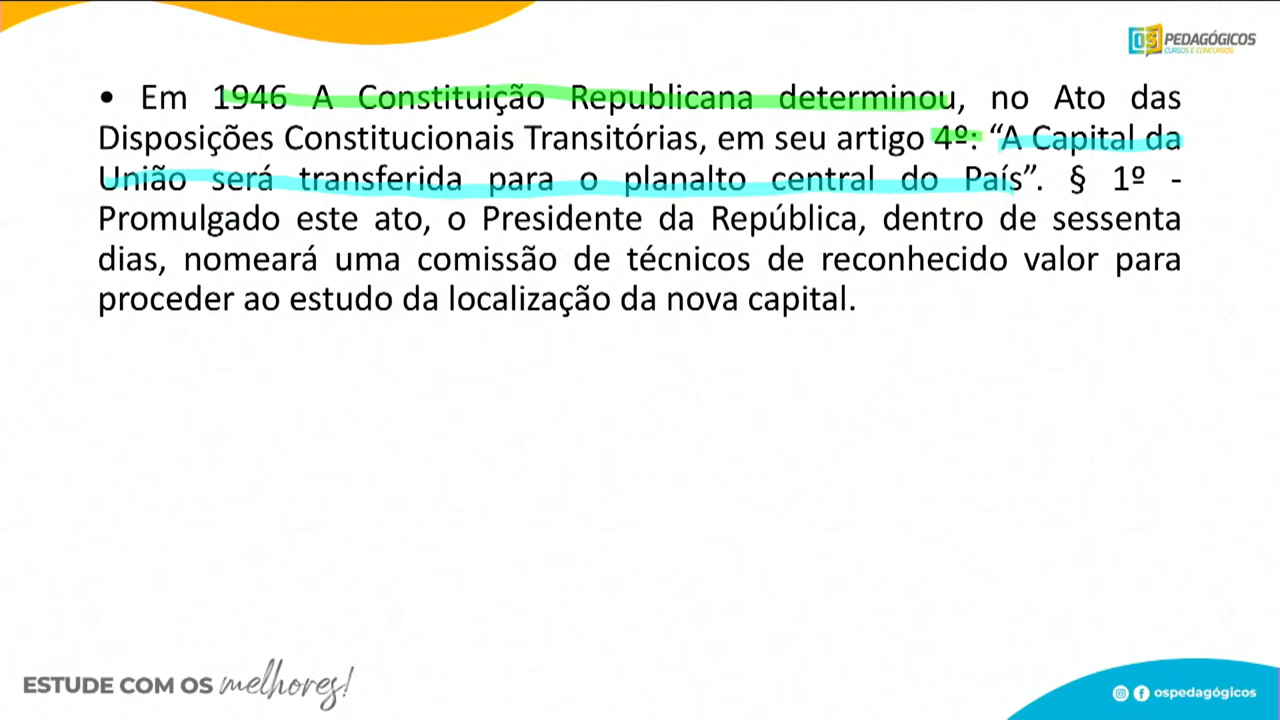 OS PEDAGÓGICOS
CURSOS E CONCURSOS
• Em 1946 A Constituição Republicana determinou, no Ato das
Disposições Constitucionais Transitórias, em seu artigo 4º: “A Capital da
União será transferida para o planalto central do País”. § 1º -
Promulgado este ato, o Presidente da República, dentro de sessenta
dias, nomeará uma comissão de técnicos de reconhecido valor para
proceder ao estudo da localização da nova capital.
ESTUDE COM OS melhores!
ospedagógicos